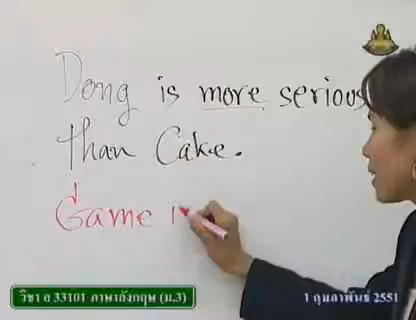 Dong is more serious
than Cake.
Game i
วิชา อ 33101 ภาษาอังกฤษ (ม.3)
1 กุมภาพันธ์ 2551